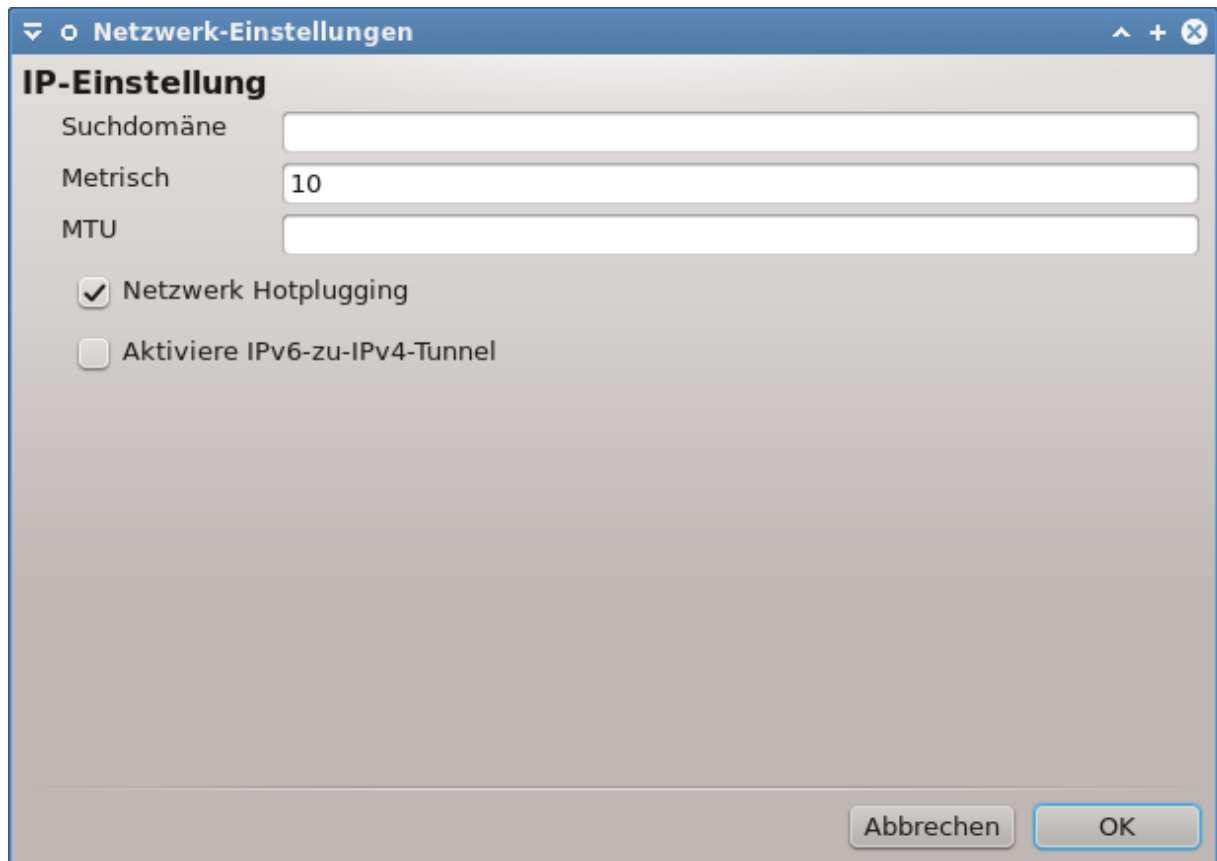 Netzwerk-Einstellungen
IP-Einstellung
Suchdomäne
Metrisch 10
MTU
Netzwerk Hotplugging
Aktiviere IPv6-zu-IPv4-Tunnel
Abbrechen OK